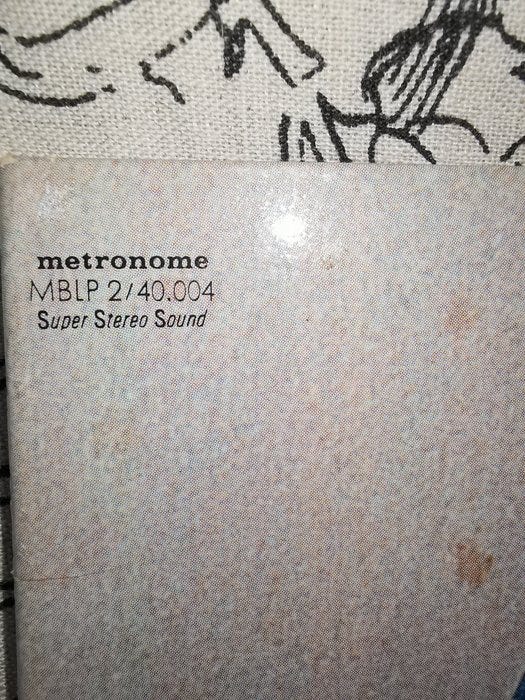 metronome
MBLP 2/40.004
Super Stereo Sound